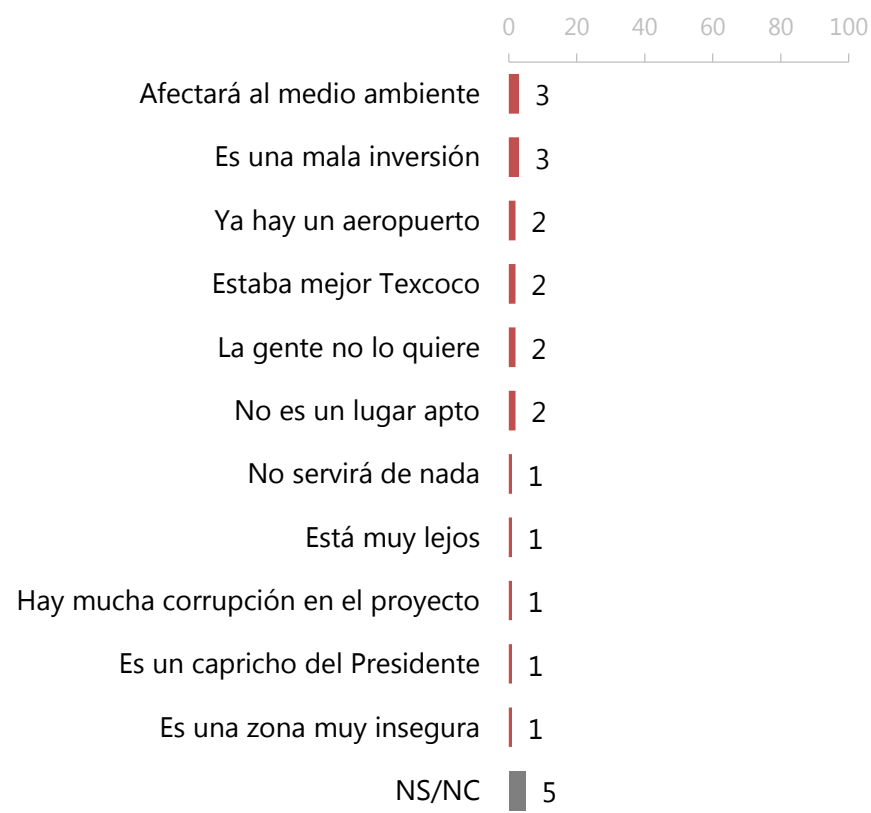 0 20 40 60 80 100
Afectará al medio ambiente 3
Es una mala inversión 3
Ya hay un aeropuerto 2
Estaba mejor Texcoco 2
La gente no lo quiere 2
No es un lugar apto 2
No servirá de nada 1
Está muy lejos 1
Hay mucha corrupción en el proyecto 1
Es un capricho del Presidente 1
Es una zona muy insegura 1
NS/NC 5